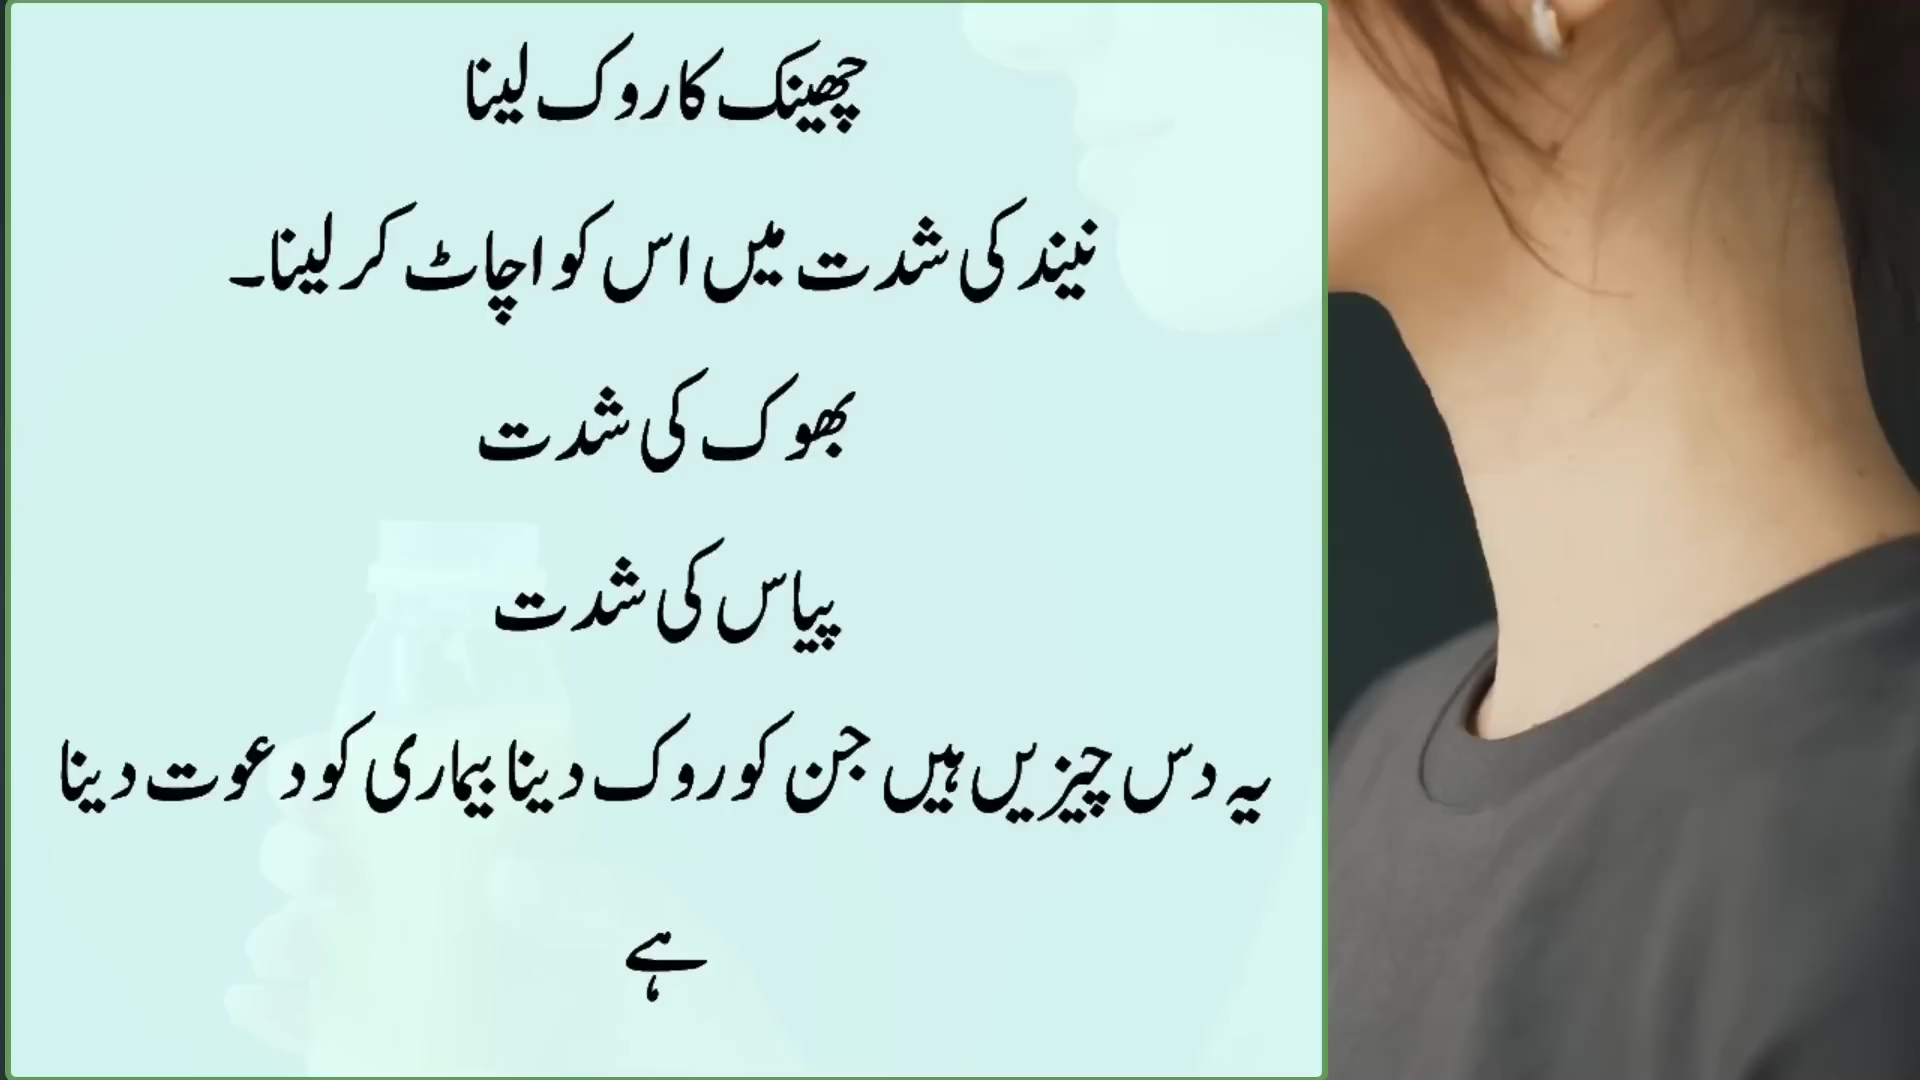 چھینک کا روک لینا
نیند کی شدت میں اس کو اچاٹ کر لینا۔
بھوک کی شدت
پیاس کی شدت
یہ دس چیزیں ہیں جن کو روک دینا بیماری کو دعوت دینا
ہے